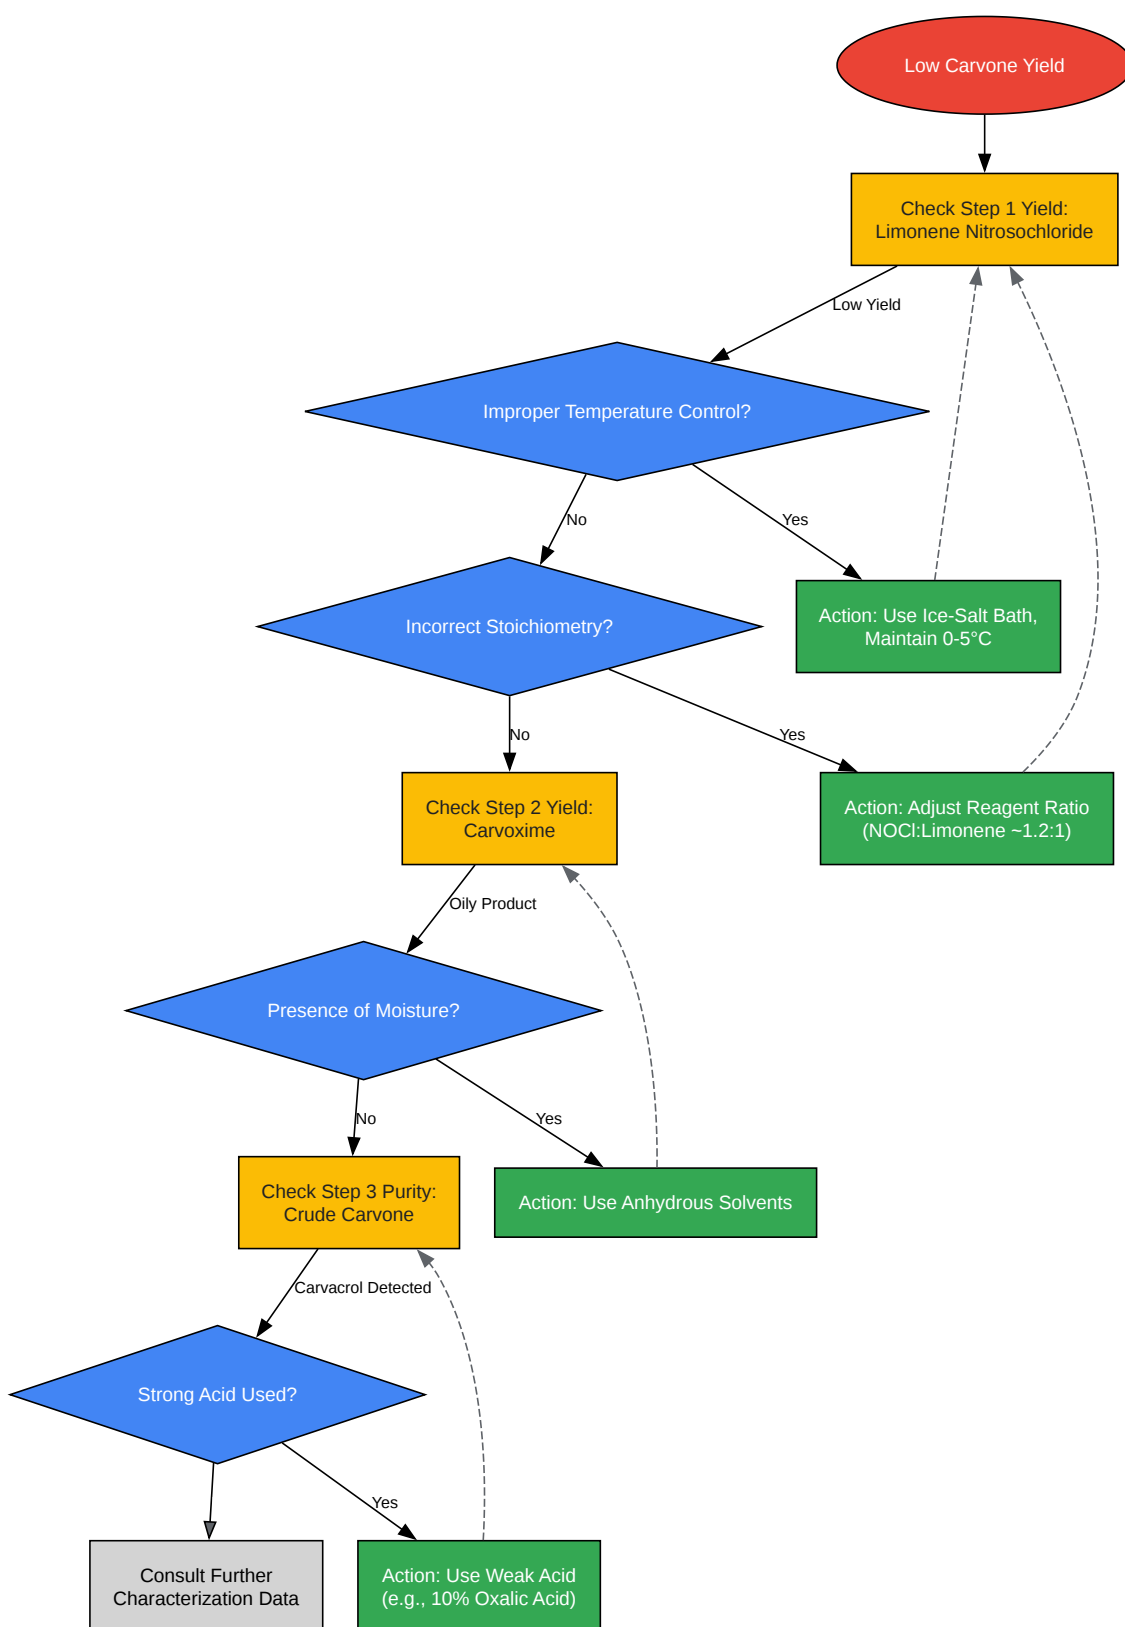 Low Carvone Yield
Check Step 1 Yield:
Limonene Nitrosochloride
Low Yield
Improper Temperature Control?
No
Yes
Action: Use Ice-Salt Bath,
Maintain 0-5°C
Incorrect Stoichiometry?
No
Yes
Check Step 2 Yield:
Carvoxime
Action: Adjust Reagent Ratio
(NOCl:Limonene ~1.2:1)
Oily Product
Presence of Moisture?
No
Yes
Check Step 3 Purity:
Crude Carvone
Action: Use Anhydrous Solvents
Carvacrol Detected
Strong Acid Used?
Yes
Consult Further
Characterization Data
Action: Use Weak Acid
(e.g., 10% Oxalic Acid)